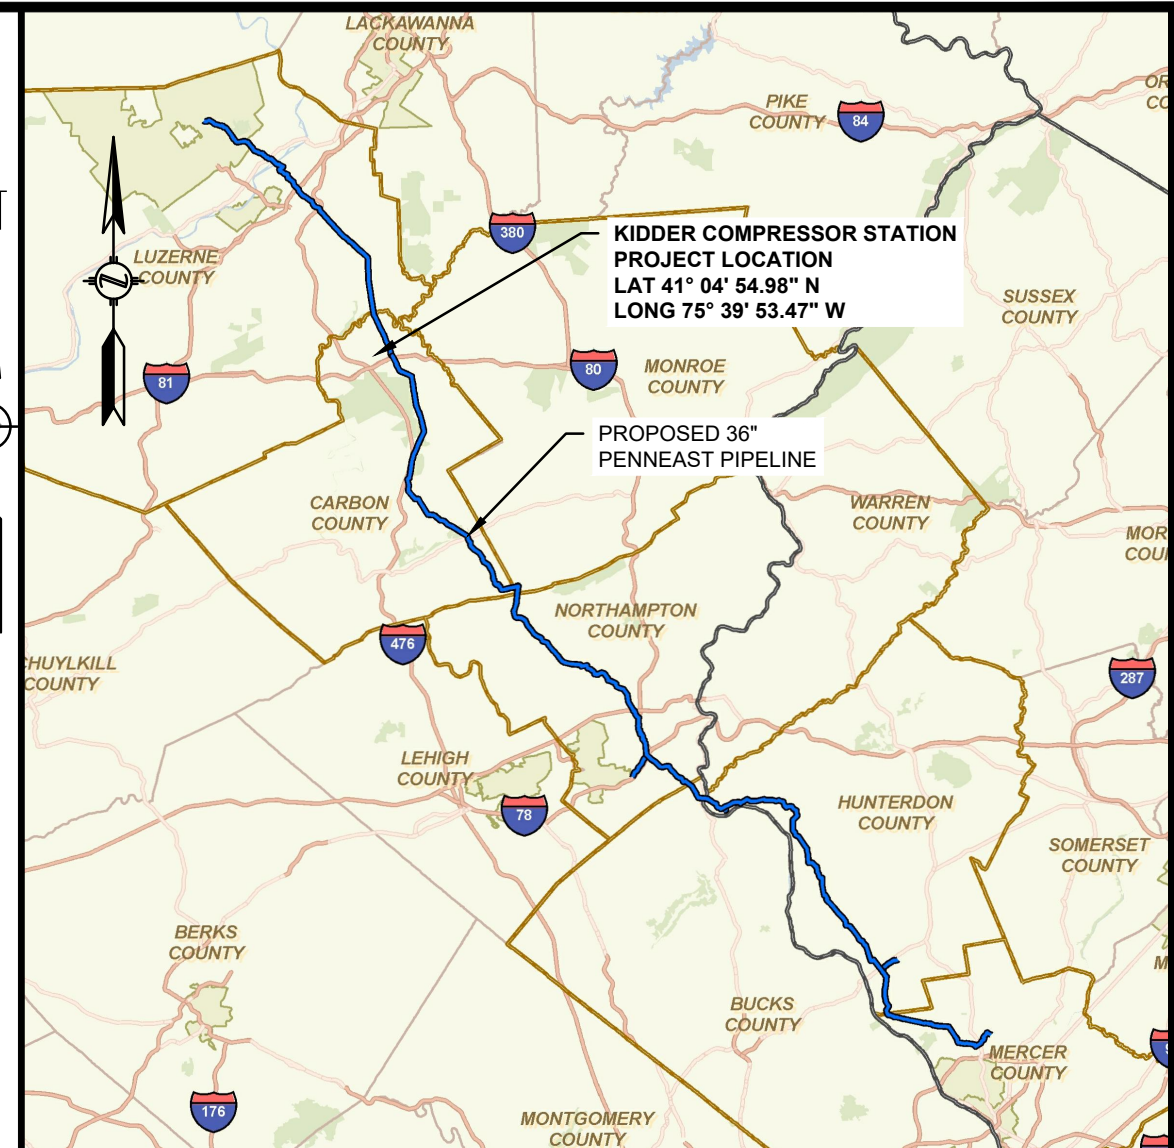 LACKAWANNA
COUNTY
PIKE
COUNTY
84
380
KIDDER COMPRESSOR STATION
PROJECT LOCATION
LAT 41° 04' 54.98" N
LONG 75° 39' 53.47" W
LUZERNE
COUNTY
N
SUSSEX
COUNTY
81
80
MONROE
COUNTY
PROPOSED 36"
PENNEAST PIPELINE
CARBON
COUNTY
WARREN
COUNTY
MOR
COU
NORTHAMPTON
COUNTY
476
CHUYLKILL
COUNTY
287
LEHIGH
COUNTY
78
HUNTERDON
COUNTY
SOMERSET
COUNTY
BERKS
COUNTY
BUCKS
COUNTY
MERCER
COUNTY
176
MONTGOMERY
COUNTY